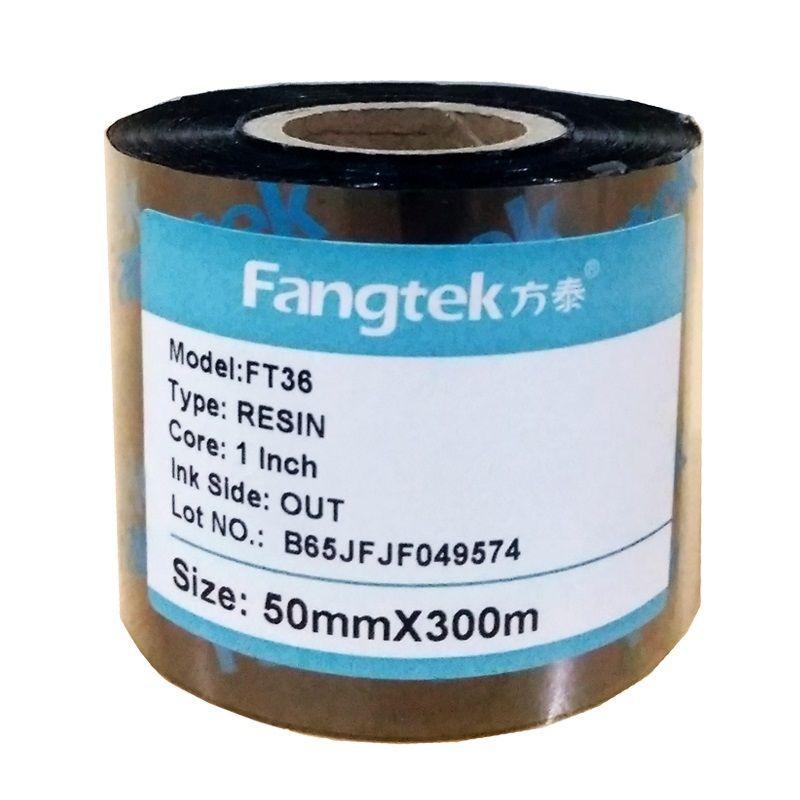 Fangtek方泰®
Model:FT36
Type: RESIN
Core: 1 Inch
Ink Side: OUT
Lot NO.: B65JFJF049574
Size: 50mmX300m